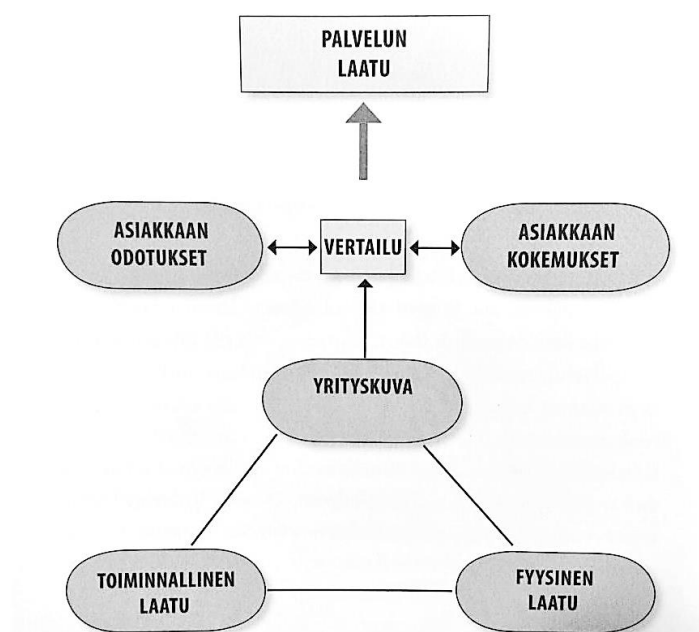 PALVELUN
LAATU
ASIAKKAAN
ODOTUKSET
VERTAILU
ASIAKKAAN
KOKEMUKSET
YRITYSKUVA
TOIMINNALLINEN
LAATU
FYYSINEN
LAATU